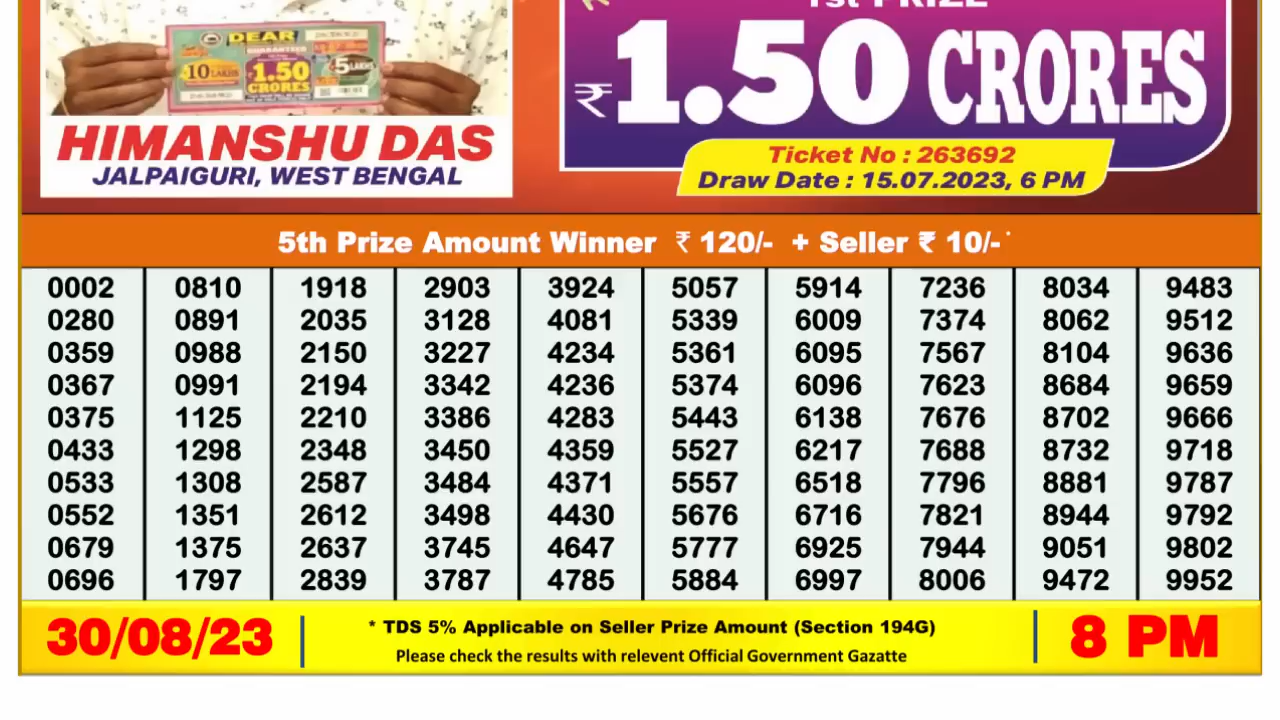 1st PRIZE
₹1.50 CRORES
DEAR
GUARANTEED
10 LAKHS
1.50
5 LAKHS
CRORES
HIMANSHU DAS
JALPAIGURI, WEST BENGAL
Ticket No : 263692
Draw Date : 15.07.2023, 6 PM
5th Prize Amount Winner ₹ 120/- + Seller ₹ 10/- *
0002 0810 1918 2903 3924 5057 5914 7236 8034 9483
0280 0891 2035 3128 4081 5339 6009 7374 8062 9512
0359 0988 2150 3227 4234 5361 6095 7567 8104 9636
0367 0991 2194 3342 4236 5374 6096 7623 8684 9659
0375 1125 2210 3386 4283 5443 6138 7676 8702 9666
0433 1298 2348 3450 4359 5527 6217 7688 8732 9718
0533 1308 2587 3484 4371 5557 6518 7796 8881 9787
0552 1351 2612 3498 4430 5676 6716 7821 8944 9792
0679 1375 2637 3745 4647 5777 6925 7944 9051 9802
0696 1797 2839 3787 4785 5884 6997 8006 9472 9952
30/08/23
* TDS 5% Applicable on Seller Prize Amount (Section 194G)
Please check the results with relevent Official Government Gazatte
8 PM